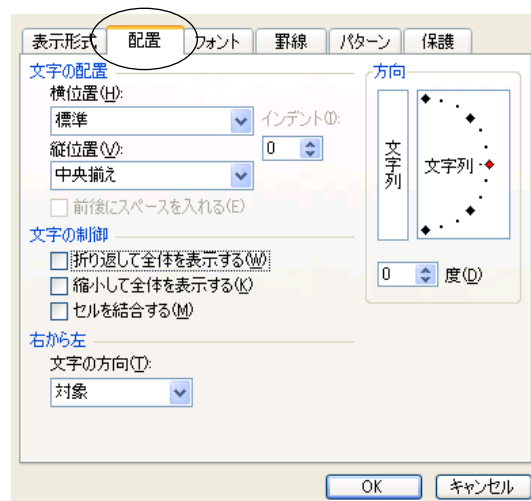 表示形式 配置 フォント 罫線 パターン 保護
文字の配置
横位置(H):
標準
インデント(I):
縦位置(V):
0
中央揃え
前後にスペースを入れる(E)
文字の制御
折り返して全体を表示する(W)
縮小して全体を表示する(K)
セルを結合する(M)
右から左
文字の方向(T):
対象
方向
文字列
文字列
0 度(D)
OK キャンセル